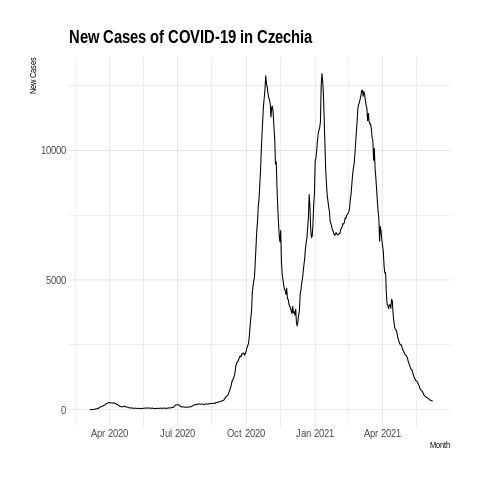 New Cases of COVID-19 in Czechia
New Cases
10000
5000
0
Apr 2020 Jul 2020 Oct 2020 Jan 2021 Apr 2021
Month